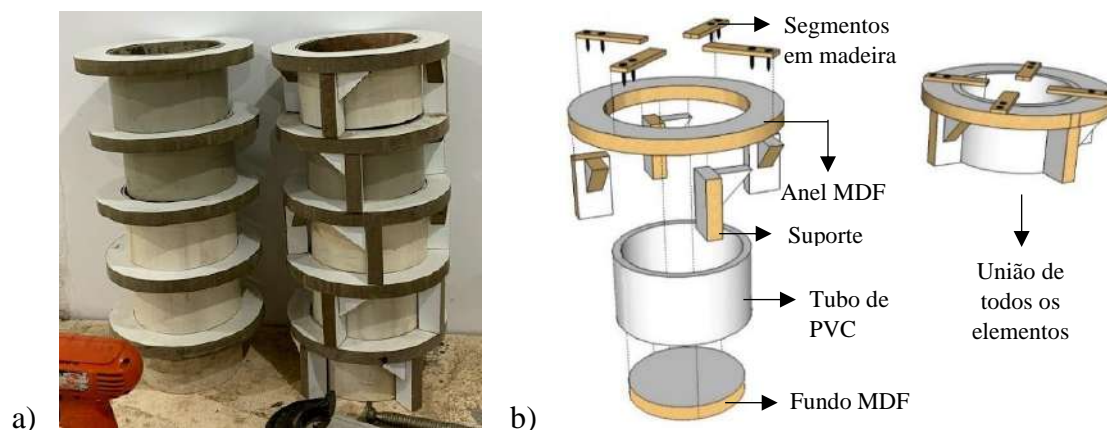 Segmentos
em madeira
Anel MDF
Suporte
Tubo de
PVC
Fundo MDF
União de
todos os
elementos
a)
b)